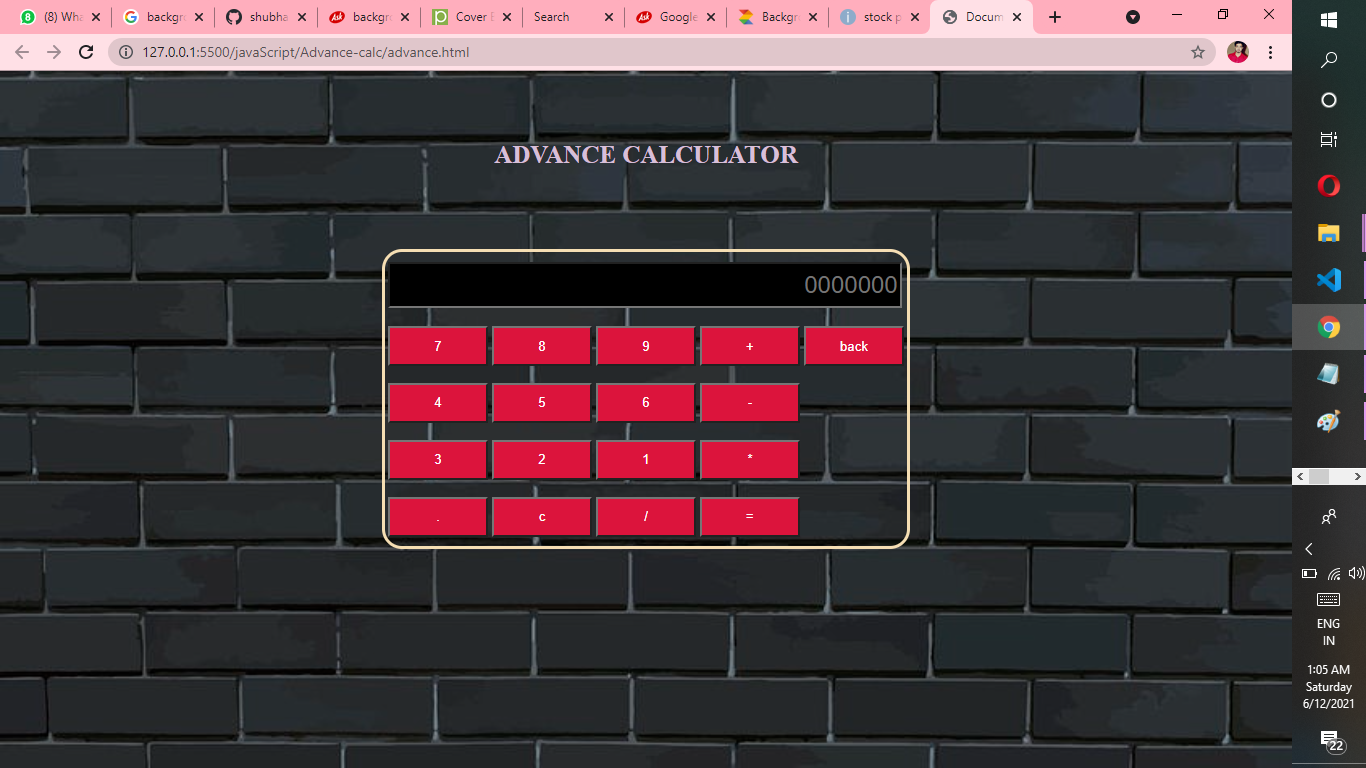 (8) Wha
backgr
shubha
backgr
Cover B
Search
Google
Backgr
stock p
Docum
127.0.0.1:5500/javaScript/Advance-calc/advance.html
ADVANCE CALCULATOR
0000000
7 8 9 + back
4 5 6 -
3 2 1 *
. c / =
ENG
IN
1:05 AM
Saturday
6/12/2021
22